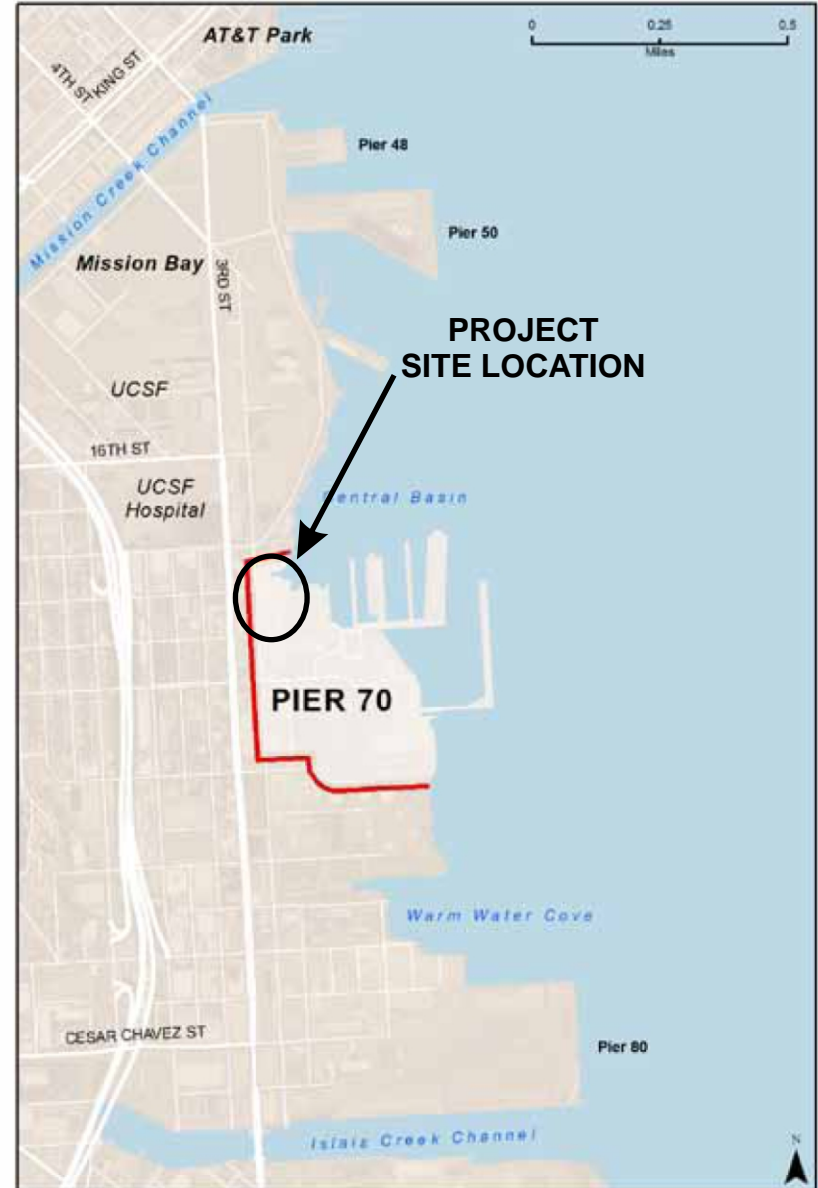 AT&T Park
0 0.25 0.5
Miles
4TH ST
KING ST
Mission Creek Channel
Pier 48
Pier 50
Mission Bay
3RD ST
PROJECT
SITE LOCATION
UCSF
16TH ST
UCSF
Hospital
Central Basin
PIER 70
Warm Water Cove
CESAR CHAVEZ ST
Pier 80
Islais Creek Channel
N